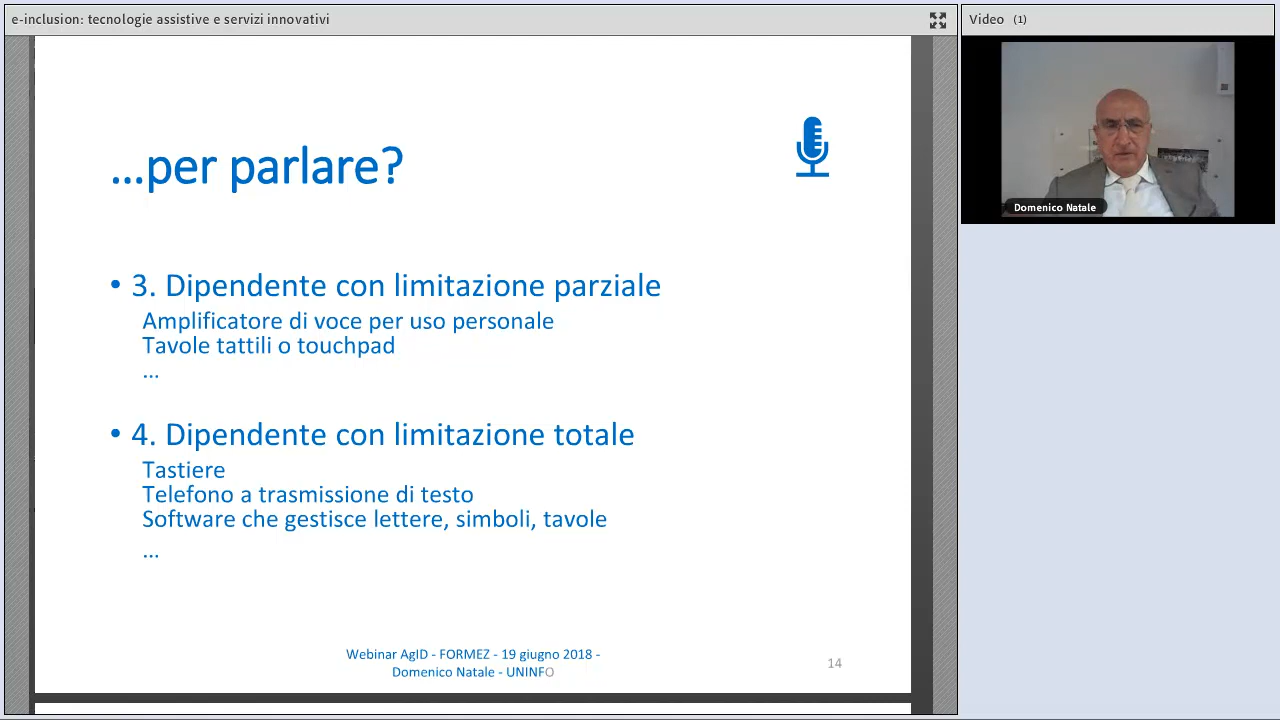 e-inclusion: tecnologie assistive e servizi innovativi
Video (1)
Domenico Natale
...per parlare?
• 3. Dipendente con limitazione parziale
Amplificatore di voce per uso personale
Tavole tattili o touchpad
...
• 4. Dipendente con limitazione totale
Tastiere
Telefono a trasmissione di testo
Software che gestisce lettere, simboli, tavole
...
Webinar AgID - FORMEZ - 19 giugno 2018 -
Domenico Natale - UNINFO
14